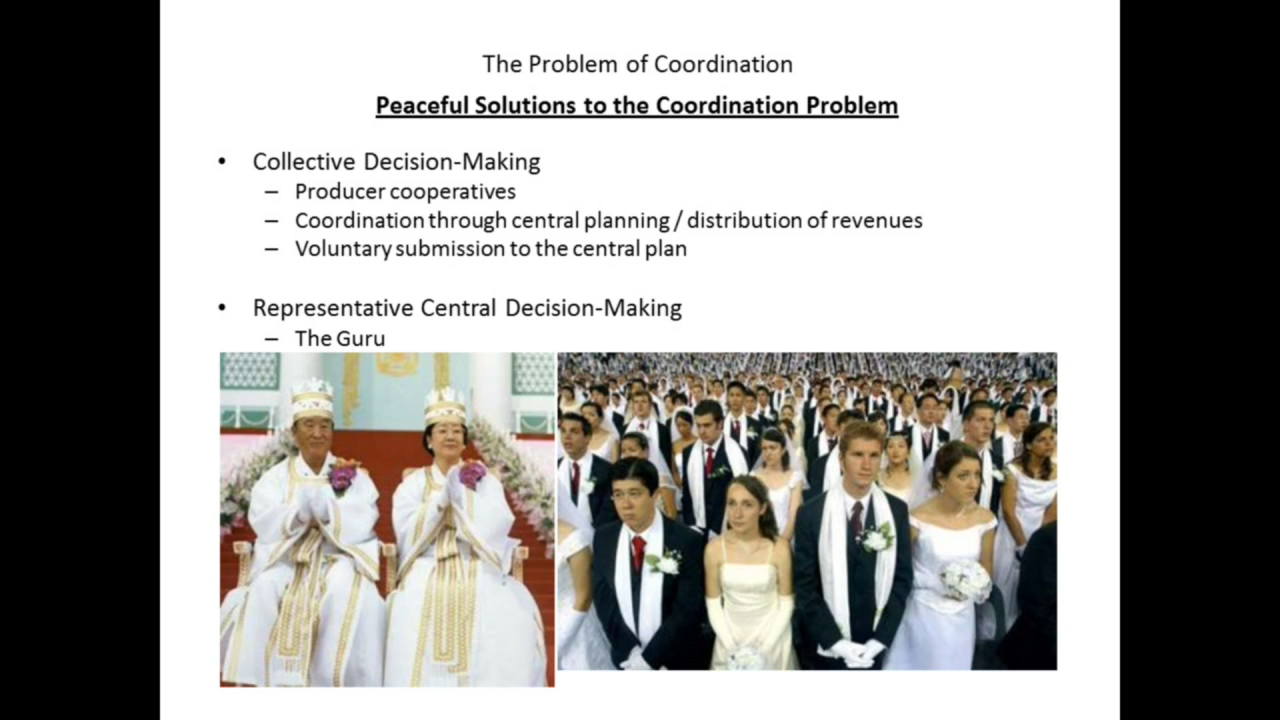 The Problem of Coordination
Peaceful Solutions to the Coordination Problem
• Collective Decision-Making
– Producer cooperatives
– Coordination through central planning / distribution of revenues
– Voluntary submission to the central plan
• Representative Central Decision-Making
– The Guru